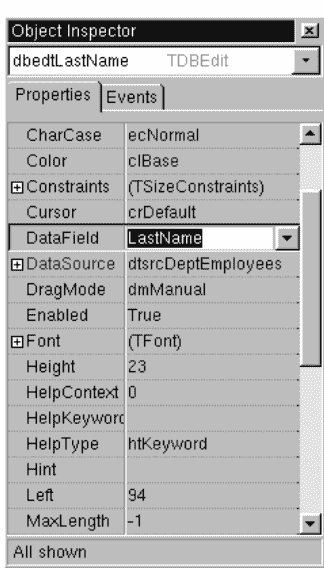 Object Inspector
dbedtLastName TDBEdit
Properties Events
CharCase ecNormal
Color clBase
Constraints (TSizeConstraints)
Cursor crDefault
DataField LastName
DataSource dtsrcDeptEmployees
DragMode dmManual
Enabled True
Font (TFont)
Height 23
HelpContext 0
HelpKeyword
HelpType htKeyword
Hint
Left 94
MaxLength -1
All shown